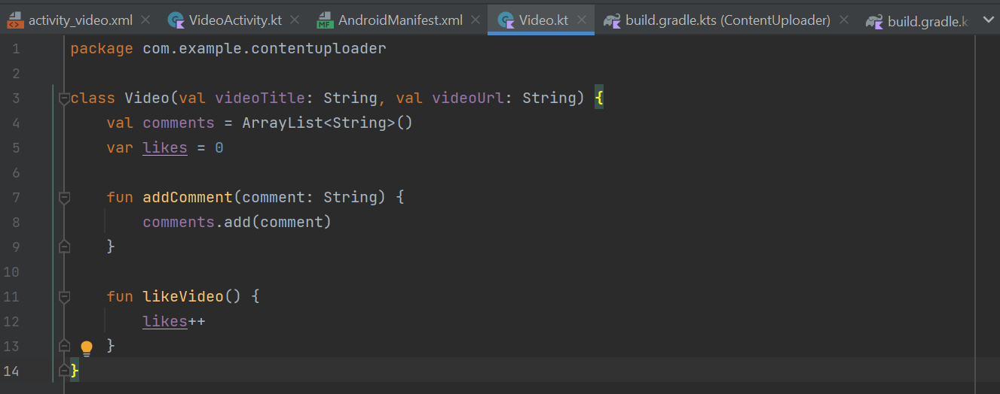 activity_video.xml VideoActivity.kt AndroidManifest.xml Video.kt build.gradle.kts (ContentUploader) build.gradle.k
1 package com.example.contentuploader
2
3 class Video(val videoTitle: String, val videoUrl: String) {
4     val comments = ArrayList<String>()
5     var likes = 0
6
7     fun addComment(comment: String) {
8         comments.add(comment)
9     }
10
11     fun likeVideo() {
12         likes++
13     }
14 }